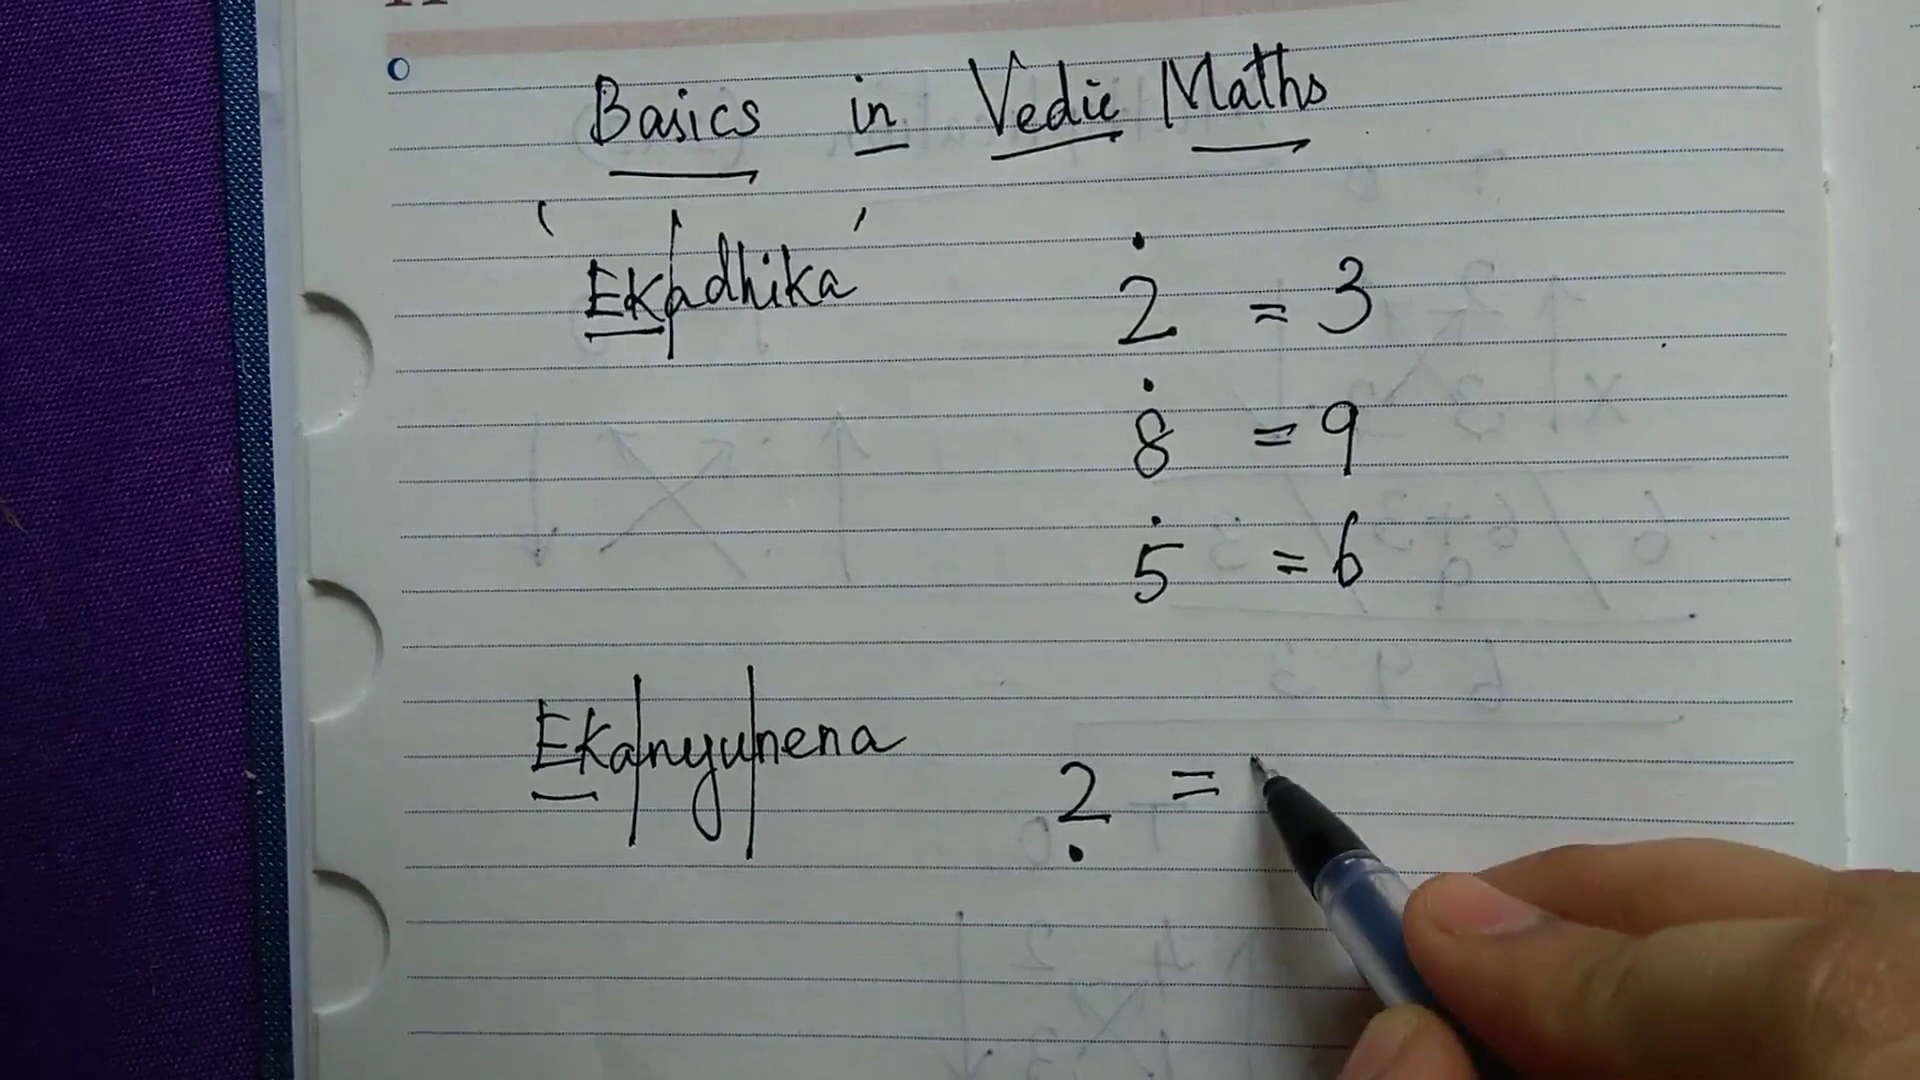 Basics in Vedic Maths
'Ekadhika'
2̇ = 3
8̇ = 9
5̇ = 6
Ekanyunena
2̣ =